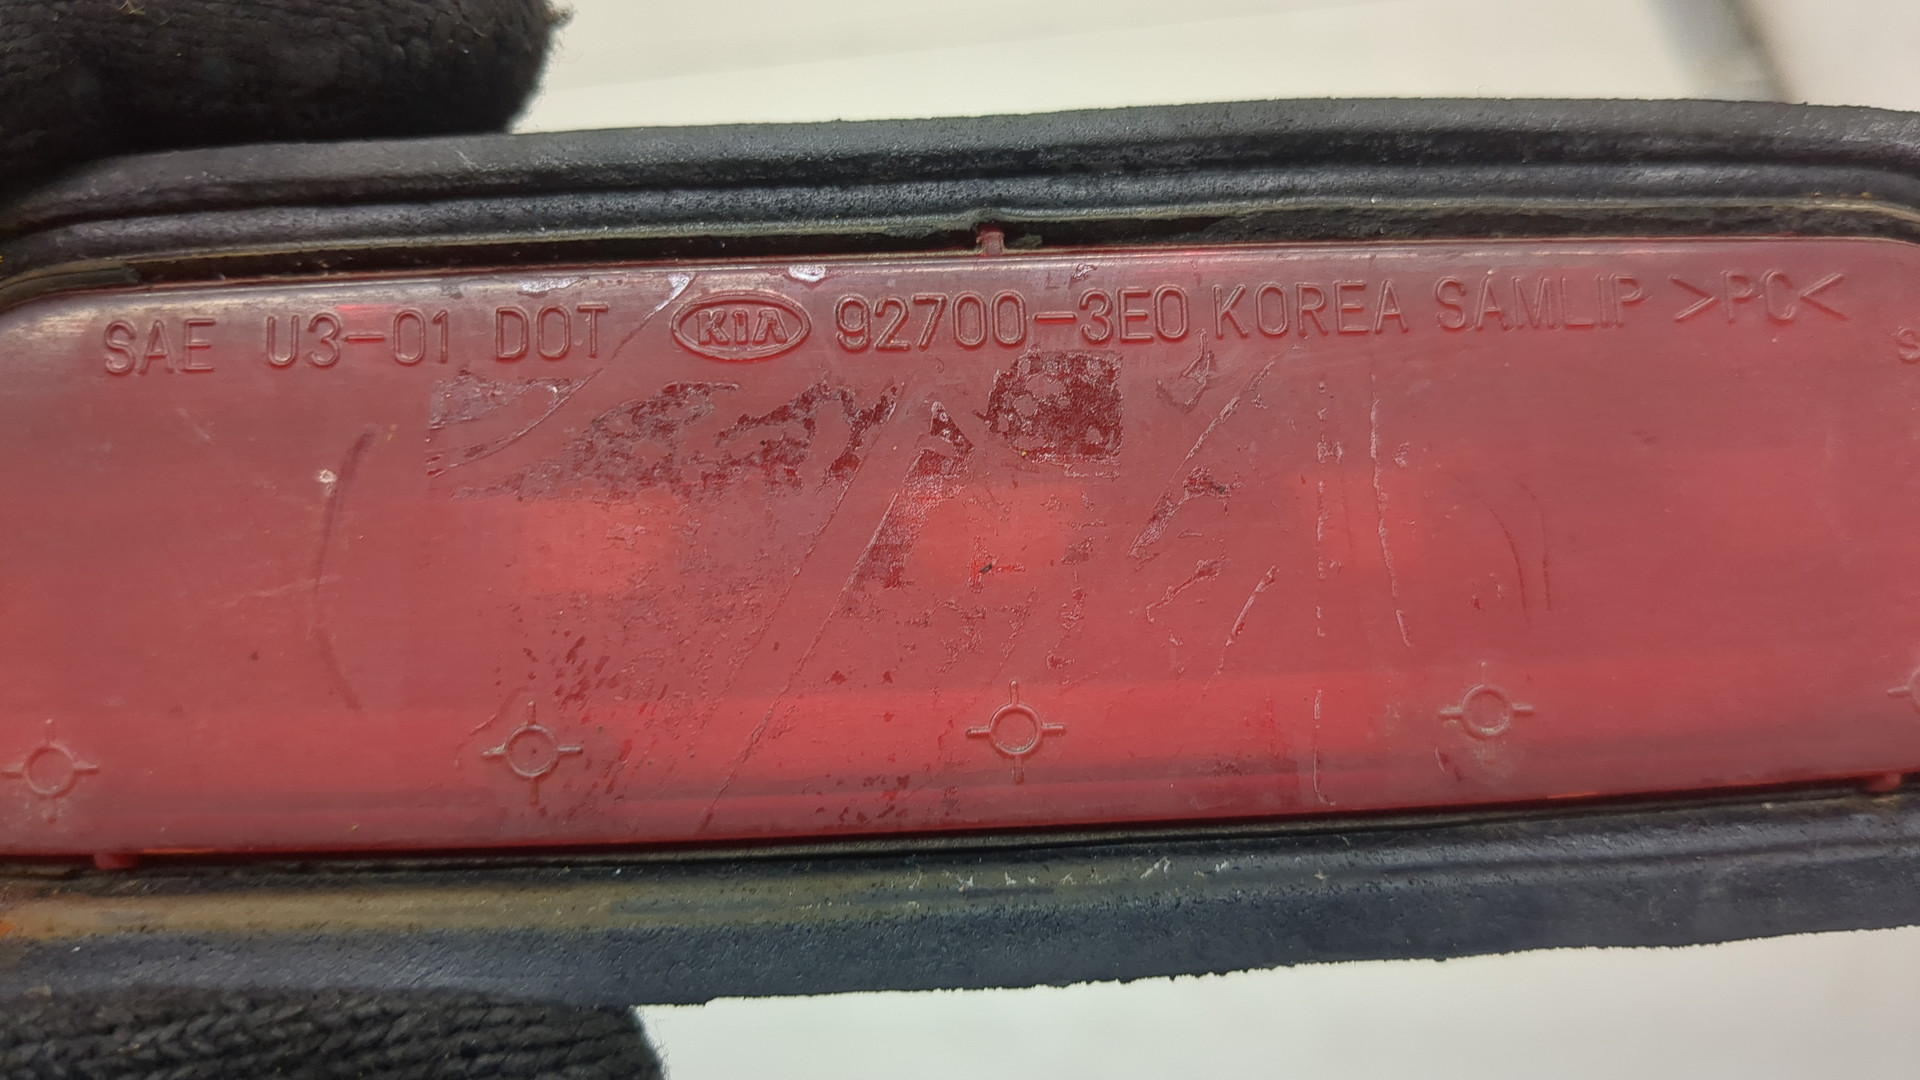 SAE U3-01 DOT KIA 92700-3E0 KOREA SAMLIP >PC<